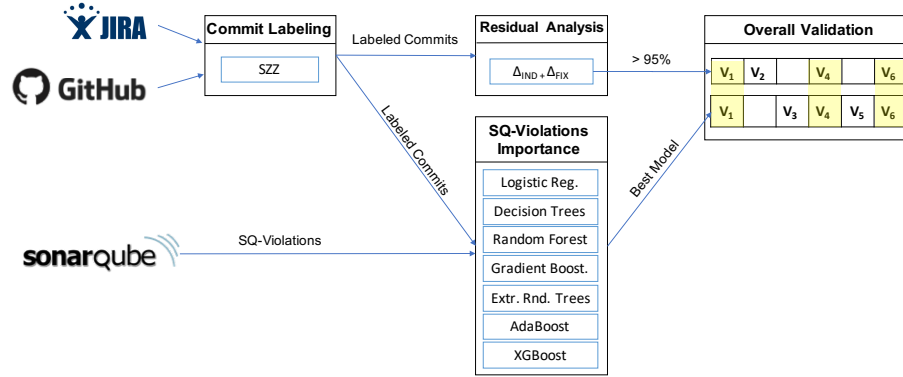 JIRA
GitHub
sonarqube
Commit Labeling
SZZ
Labeled Commits
Labeled Commits
SQ-Violations
Residual Analysis
Δ_IND + Δ_FIX
> 95%
SQ-Violations
Importance
Logistic Reg.
Decision Trees
Random Forest
Gradient Boost.
Extr. Rnd. Trees
AdaBoost
XGBoost
Best Model
Overall Validation
V₁ V₂ V₄ V₆
V₁ V₃ V₄ V₅ V₆